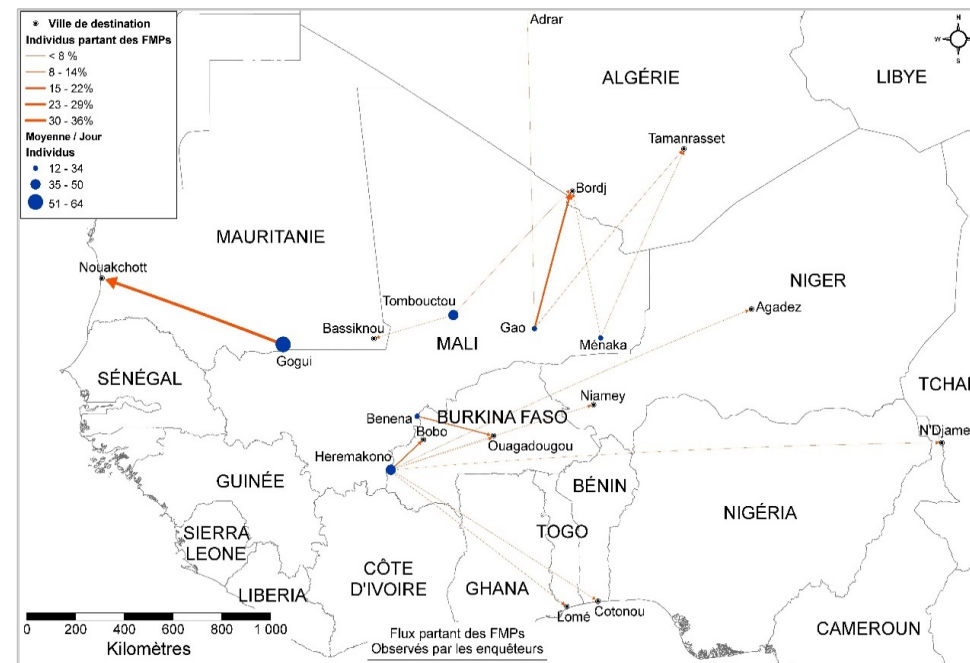 Ville de destination
Individus partant des FMPs
< 8 %
8 - 14%
15 - 22%
23 - 29%
30 - 36%
Moyenne / Jour
Individus
12 - 34
35 - 50
51 - 64
Adrar
N
W
S
ALGÉRIE
LIBYE
Tamanrasset
Bordj
MAURITANIE
Nouakchott
NIGER
Tombouctou
Agadez
Bassiknou
Gao
Ménaka
MALI
Gogui
SÉNÉGAL
TCHAD
Niamey
Benena
BURKINA FASO
Bobo
Ouagadougou
N'Djame
Heremakono
GUINÉE
BÉNIN
NIGÉRIA
SIERRA
LEONE
TOGO
CÔTE
D'IVOIRE
GHANA
LIBERIA
Lomé
Cotonou
CAMEROUN
0 200 400 600 800 1 000
Kilomètres
Flux partant des FMPs
Observés par les enquêteurs